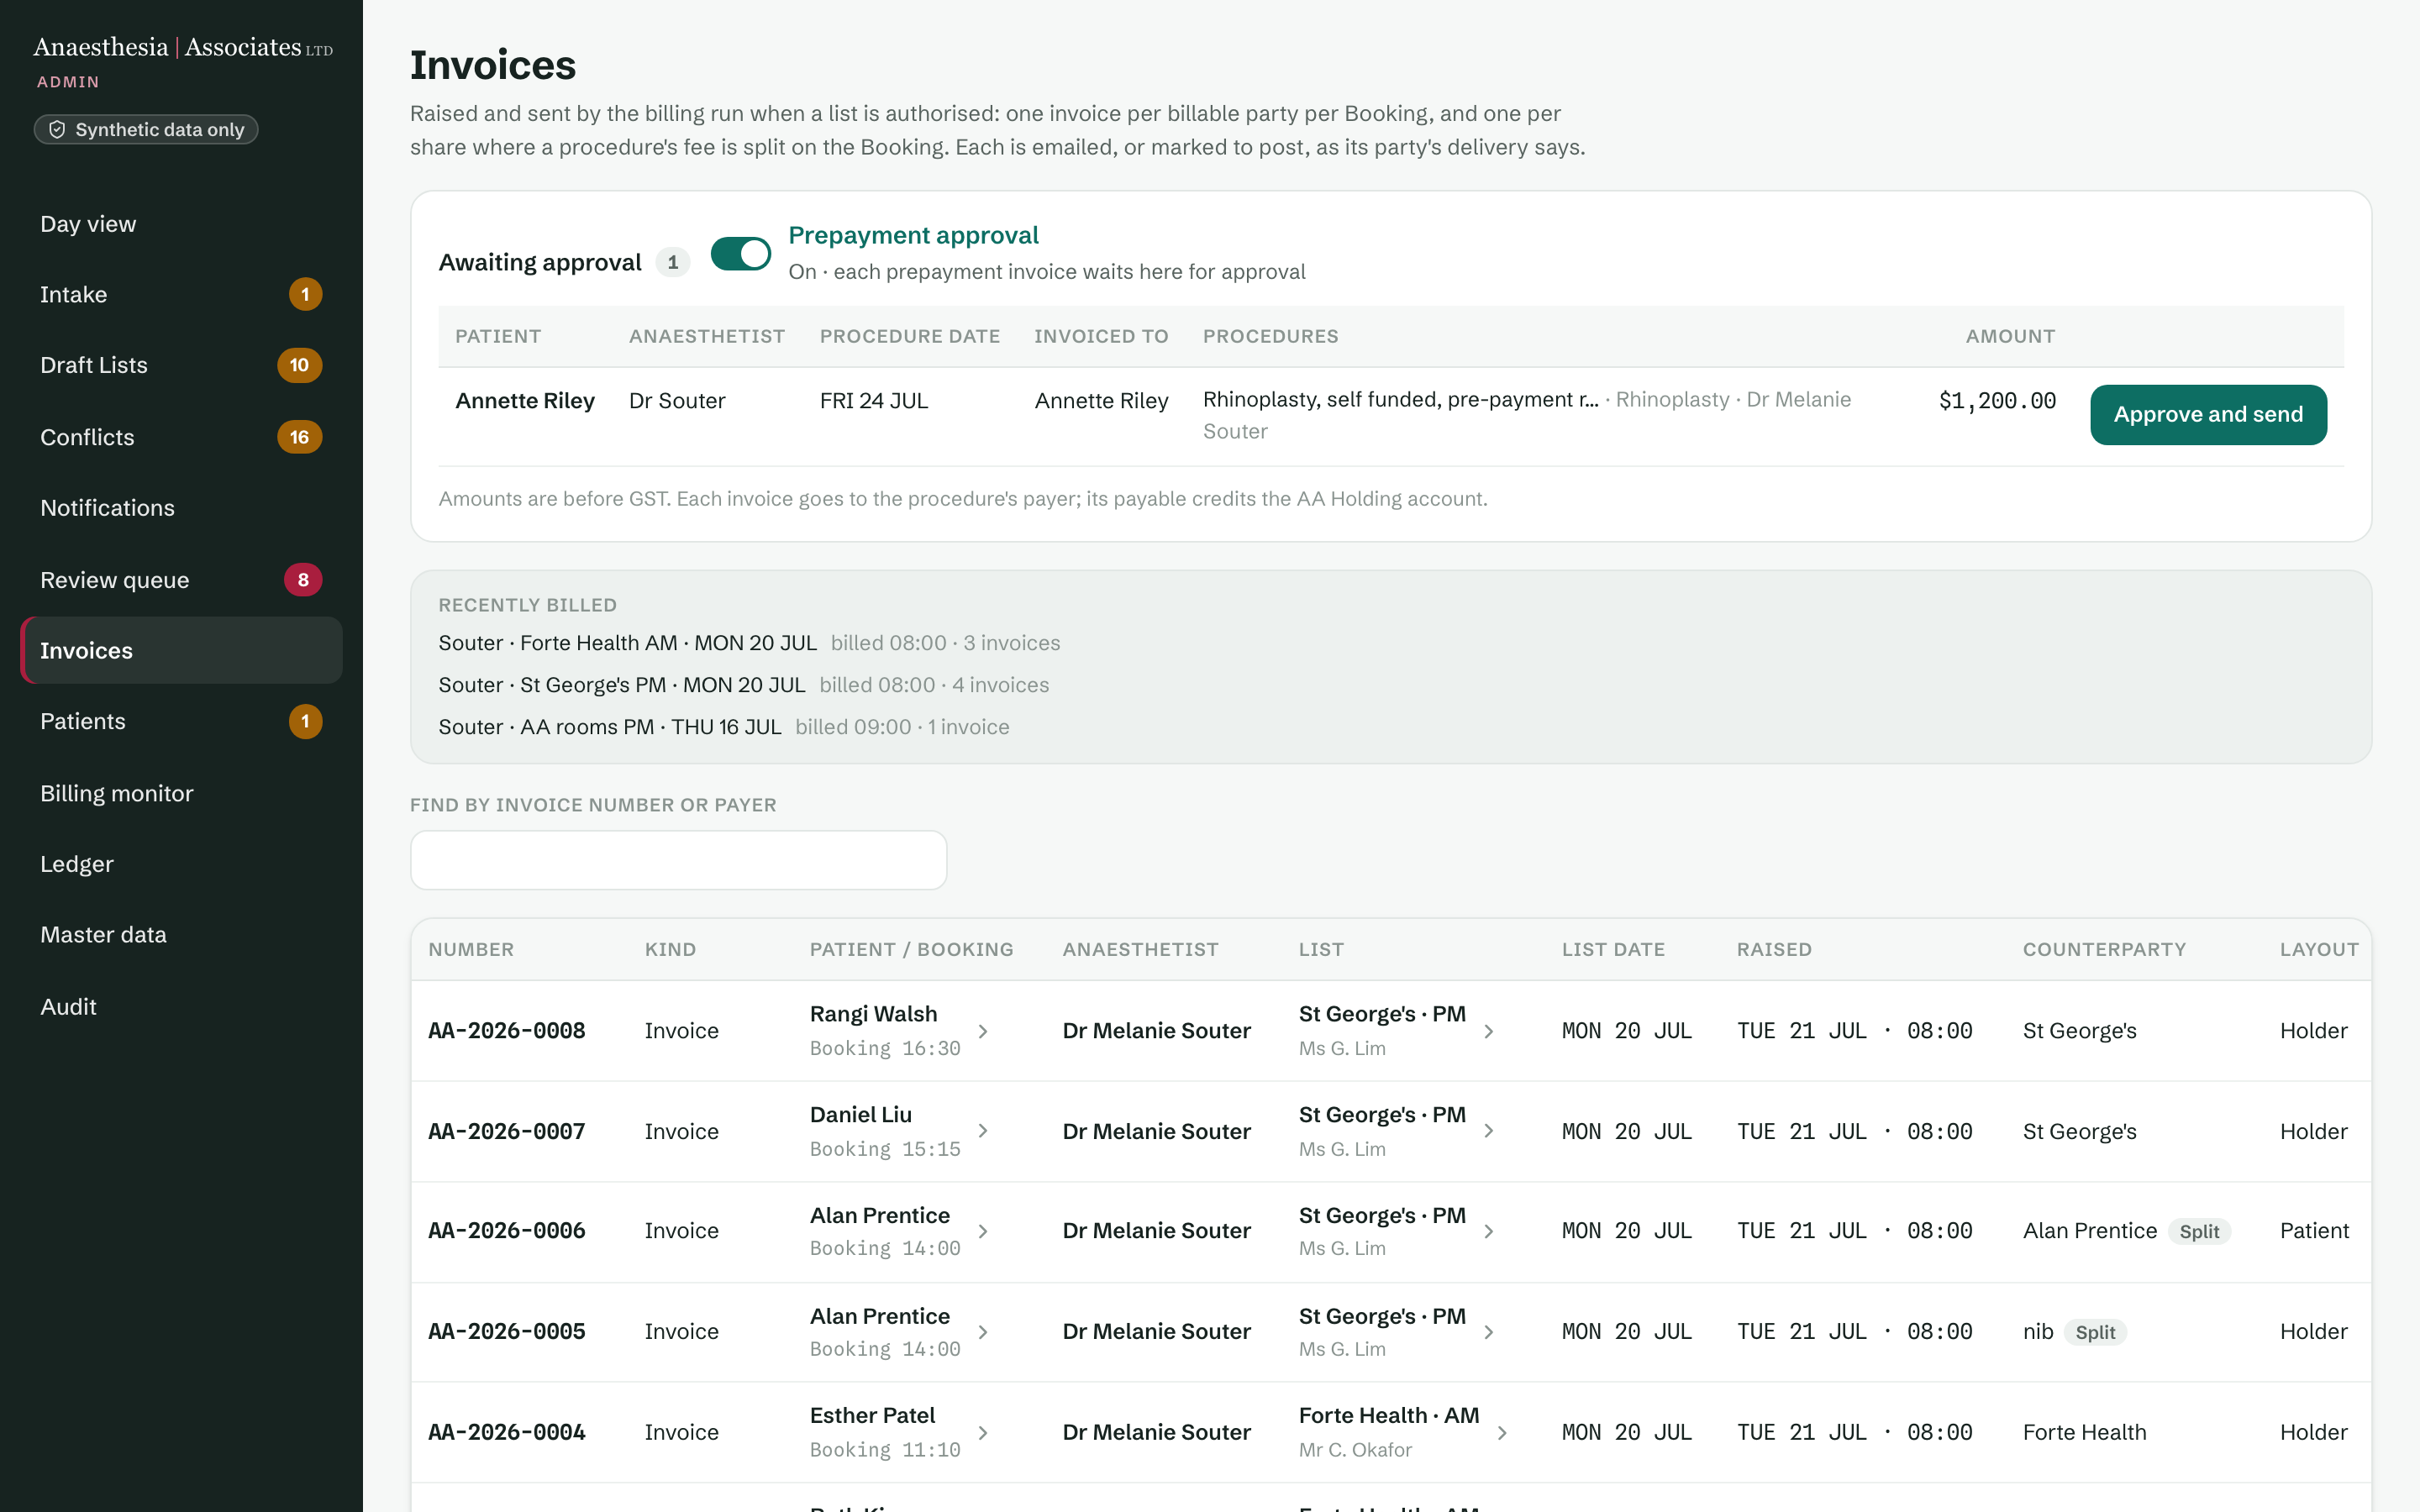 Anaesthesia | Associates LTD
ADMIN
Synthetic data only
Day view
Intake 1
Draft Lists 10
Conflicts 16
Notifications
Review queue 8
Invoices
Patients 1
Billing monitor
Ledger
Master data
Audit
Invoices
Raised and sent by the billing run when a list is authorised: one invoice per billable party per Booking, and one per
share where a procedure's fee is split on the Booking. Each is emailed, or marked to post, as its party's delivery says.
Awaiting approval 1
Prepayment approval
On · each prepayment invoice waits here for approval
PATIENT ANAESTHETIST PROCEDURE DATE INVOICED TO PROCEDURES AMOUNT
Annette Riley Dr Souter FRI 24 JUL Annette Riley Rhinoplasty, self funded, pre-payment r... · Rhinoplasty · Dr Melanie $1,200.00 Approve and send
Souter
Amounts are before GST. Each invoice goes to the procedure's payer; its payable credits the AA Holding account.
RECENTLY BILLED
Souter · Forte Health AM · MON 20 JUL billed 08:00 · 3 invoices
Souter · St George's PM · MON 20 JUL billed 08:00 · 4 invoices
Souter · AA rooms PM · THU 16 JUL billed 09:00 · 1 invoice
FIND BY INVOICE NUMBER OR PAYER
NUMBER KIND PATIENT / BOOKING ANAESTHETIST LIST LIST DATE RAISED COUNTERPARTY LAYOUT
AA-2026-0008 Invoice Rangi Walsh Dr Melanie Souter St George's · PM MON 20 JUL TUE 21 JUL · 08:00 St George's Holder
Booking 16:30 Ms G. Lim
AA-2026-0007 Invoice Daniel Liu Dr Melanie Souter St George's · PM MON 20 JUL TUE 21 JUL · 08:00 St George's Holder
Booking 15:15 Ms G. Lim
AA-2026-0006 Invoice Alan Prentice Dr Melanie Souter St George's · PM MON 20 JUL TUE 21 JUL · 08:00 Alan Prentice Split Patient
Booking 14:00 Ms G. Lim
AA-2026-0005 Invoice Alan Prentice Dr Melanie Souter St George's · PM MON 20 JUL TUE 21 JUL · 08:00 nib Split Holder
Booking 14:00 Ms G. Lim
AA-2026-0004 Invoice Esther Patel Dr Melanie Souter Forte Health · AM MON 20 JUL TUE 21 JUL · 08:00 Forte Health Holder
Booking 11:10 Mr C. Okafor